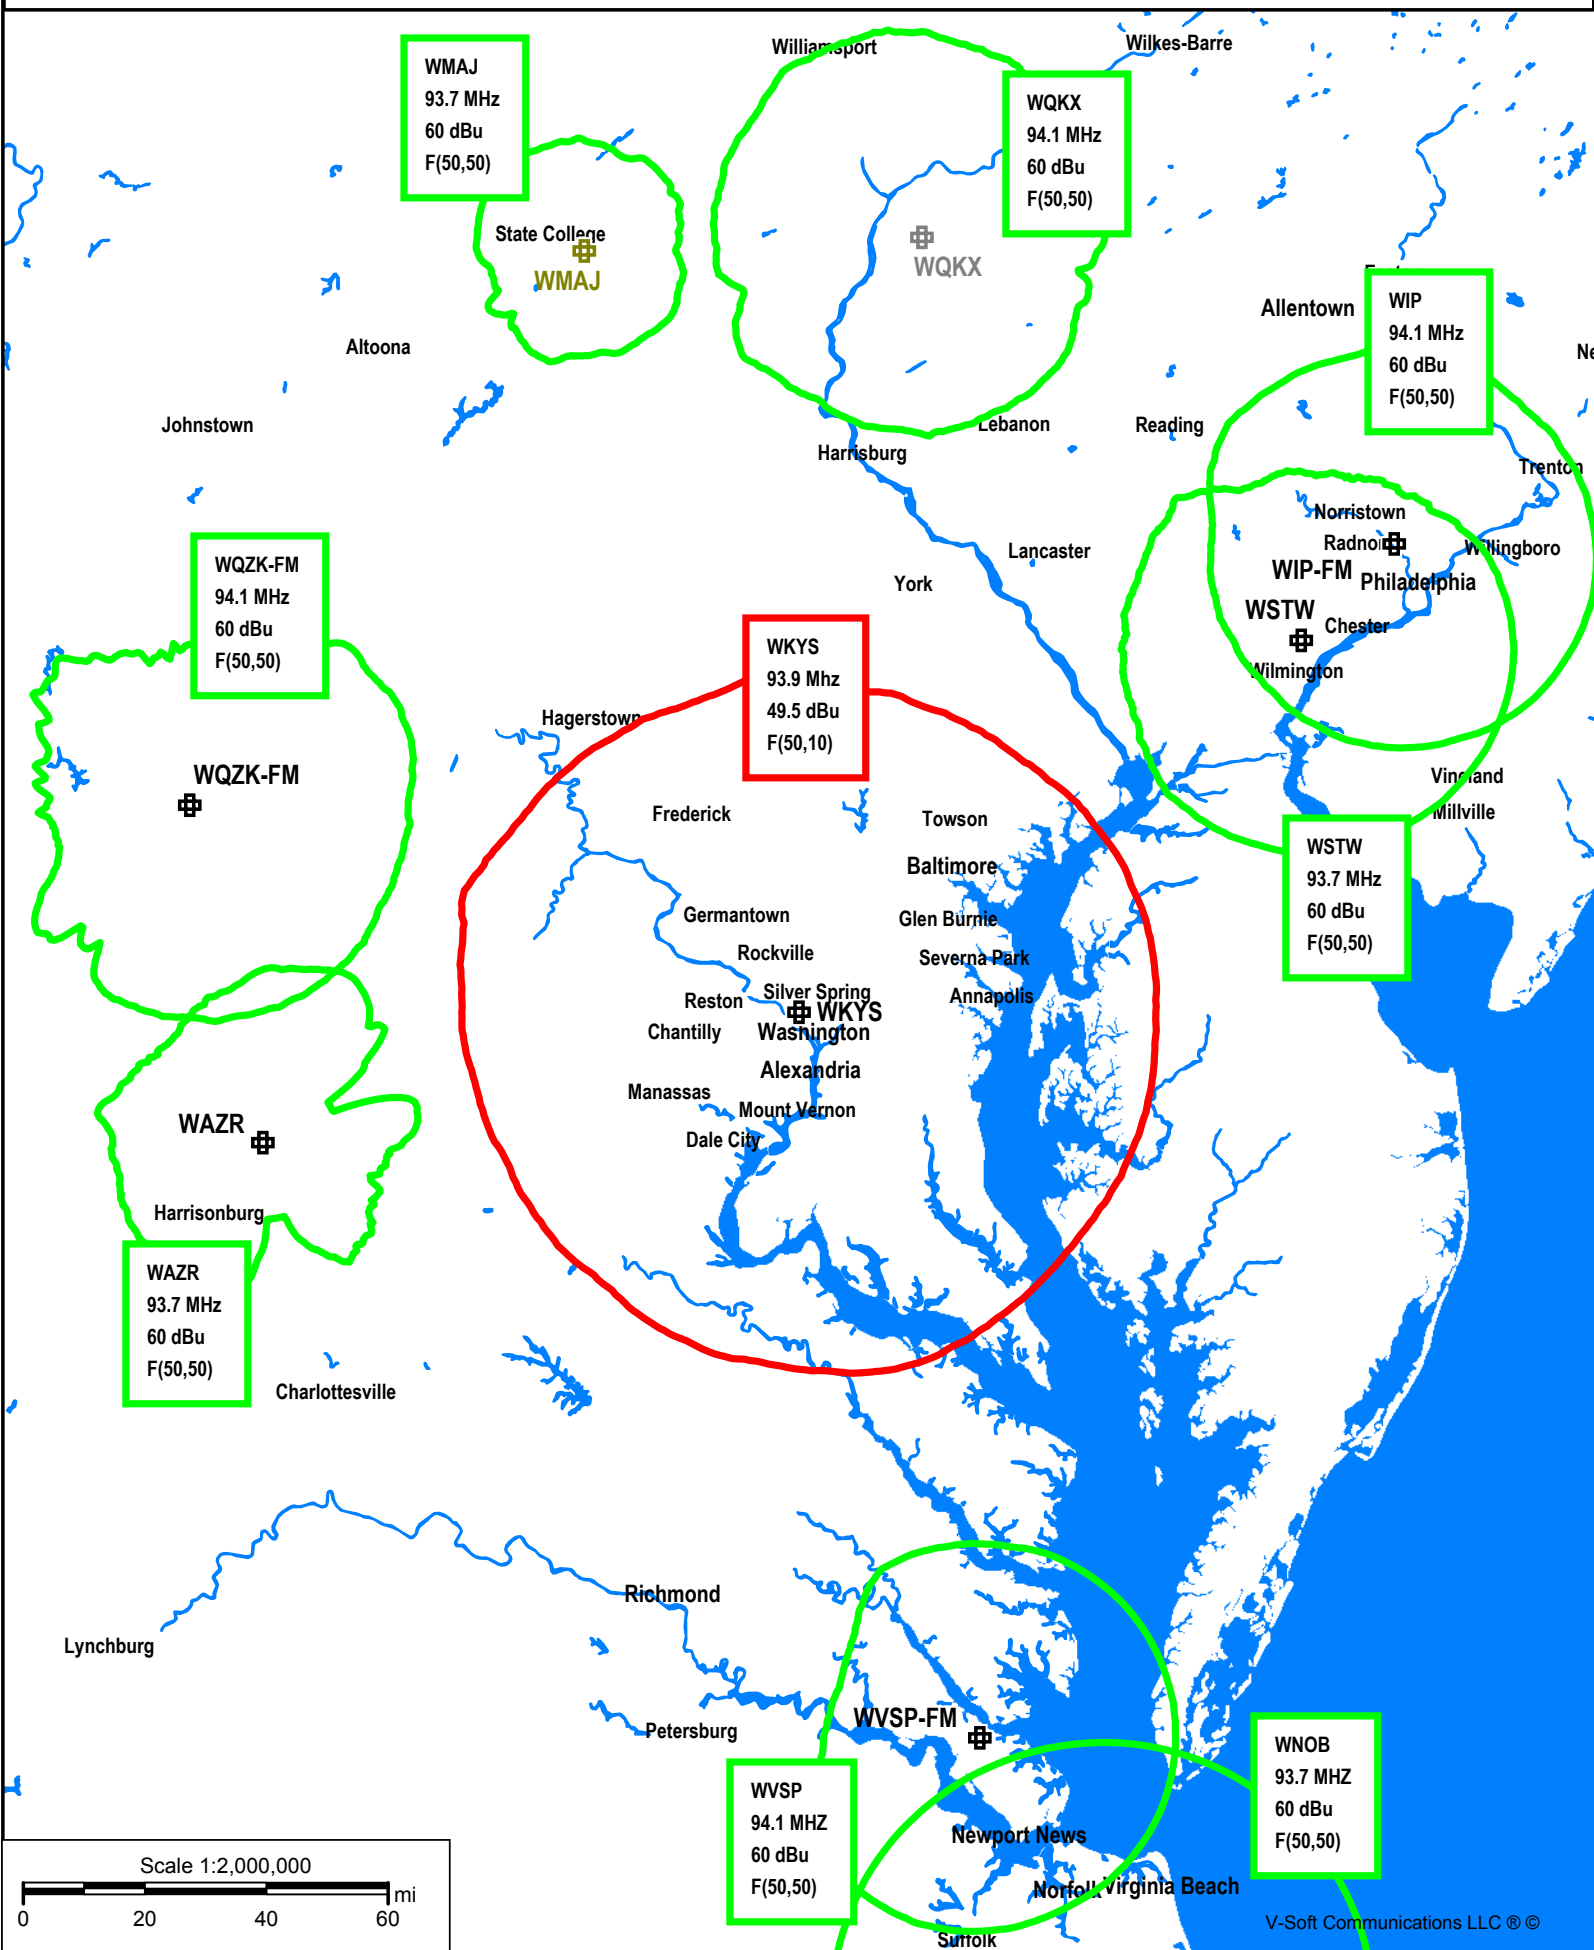 Williamsport
Wilkes-Barre
WMAJ
93.7 MHz
60 dBu
F(50,50)
WQKX
94.1 MHz
60 dBu
F(50,50)
State College
WMAJ
WQKX
Allentown
WIP
94.1 MHz
60 dBu
F(50,50)
Altoona
Johnstown
Lebanon
Reading
Harrisburg
Trenton
Norristown
Radnor
Willingboro
Lancaster
WIP-FM
Philadelphia
York
WSTW
Chester
Wilmington
WQZK-FM
94.1 MHz
60 dBu
F(50,50)
WKYS
93.9 Mhz
49.5 dBu
F(50,10)
Hagerstown
WQZK-FM
Vineland
Millville
Frederick
Towson
Baltimore
WSTW
93.7 MHz
60 dBu
F(50,50)
Germantown
Glen Burnie
Rockville
Severna Park
Silver Spring
Reston
Annapolis
WKYS
Chantilly
Washington
Alexandria
Manassas
Mount Vernon
WAZR
Dale City
Harrisonburg
WAZR
93.7 MHz
60 dBu
F(50,50)
Charlottesville
Richmond
Lynchburg
WVSP-FM
Petersburg
WNOB
93.7 MHZ
60 dBu
F(50,50)
WVSP
94.1 MHZ
60 dBu
F(50,50)
Newport News
Norfolk
Virginia Beach
Suffolk
Scale 1:2,000,000
mi
0 20 40 60
V-Soft Communications LLC ® ©